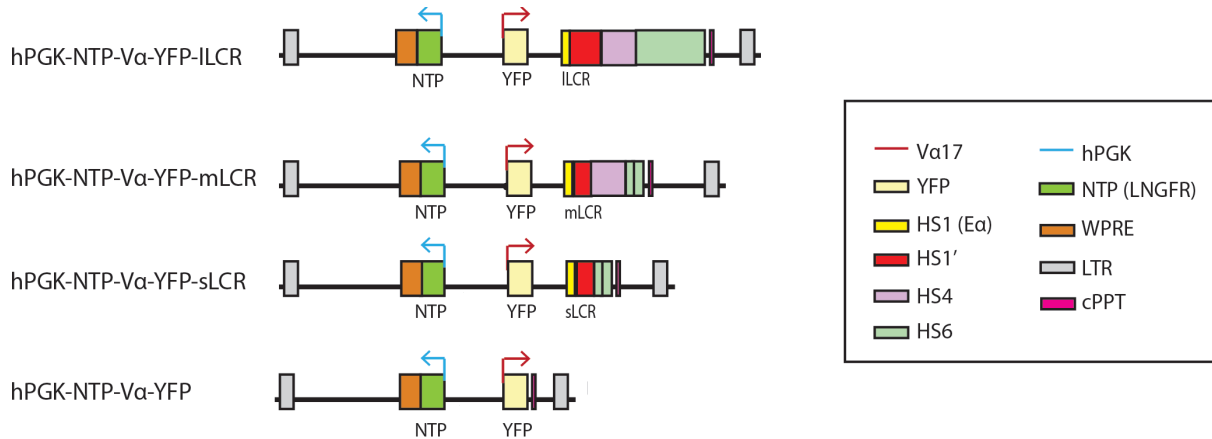 hPGK-NTP-Vα-YFP-lLCR
NTP
YFP
lLCR
hPGK-NTP-Vα-YFP-mLCR
NTP
YFP
mLCR
hPGK-NTP-Vα-YFP-sLCR
NTP
YFP
sLCR
hPGK-NTP-Vα-YFP
NTP
YFP
Vα17
YFP
HS1 (Eα)
HS1’
HS4
HS6
hPGK
NTP (LNGFR)
WPRE
LTR
cPPT